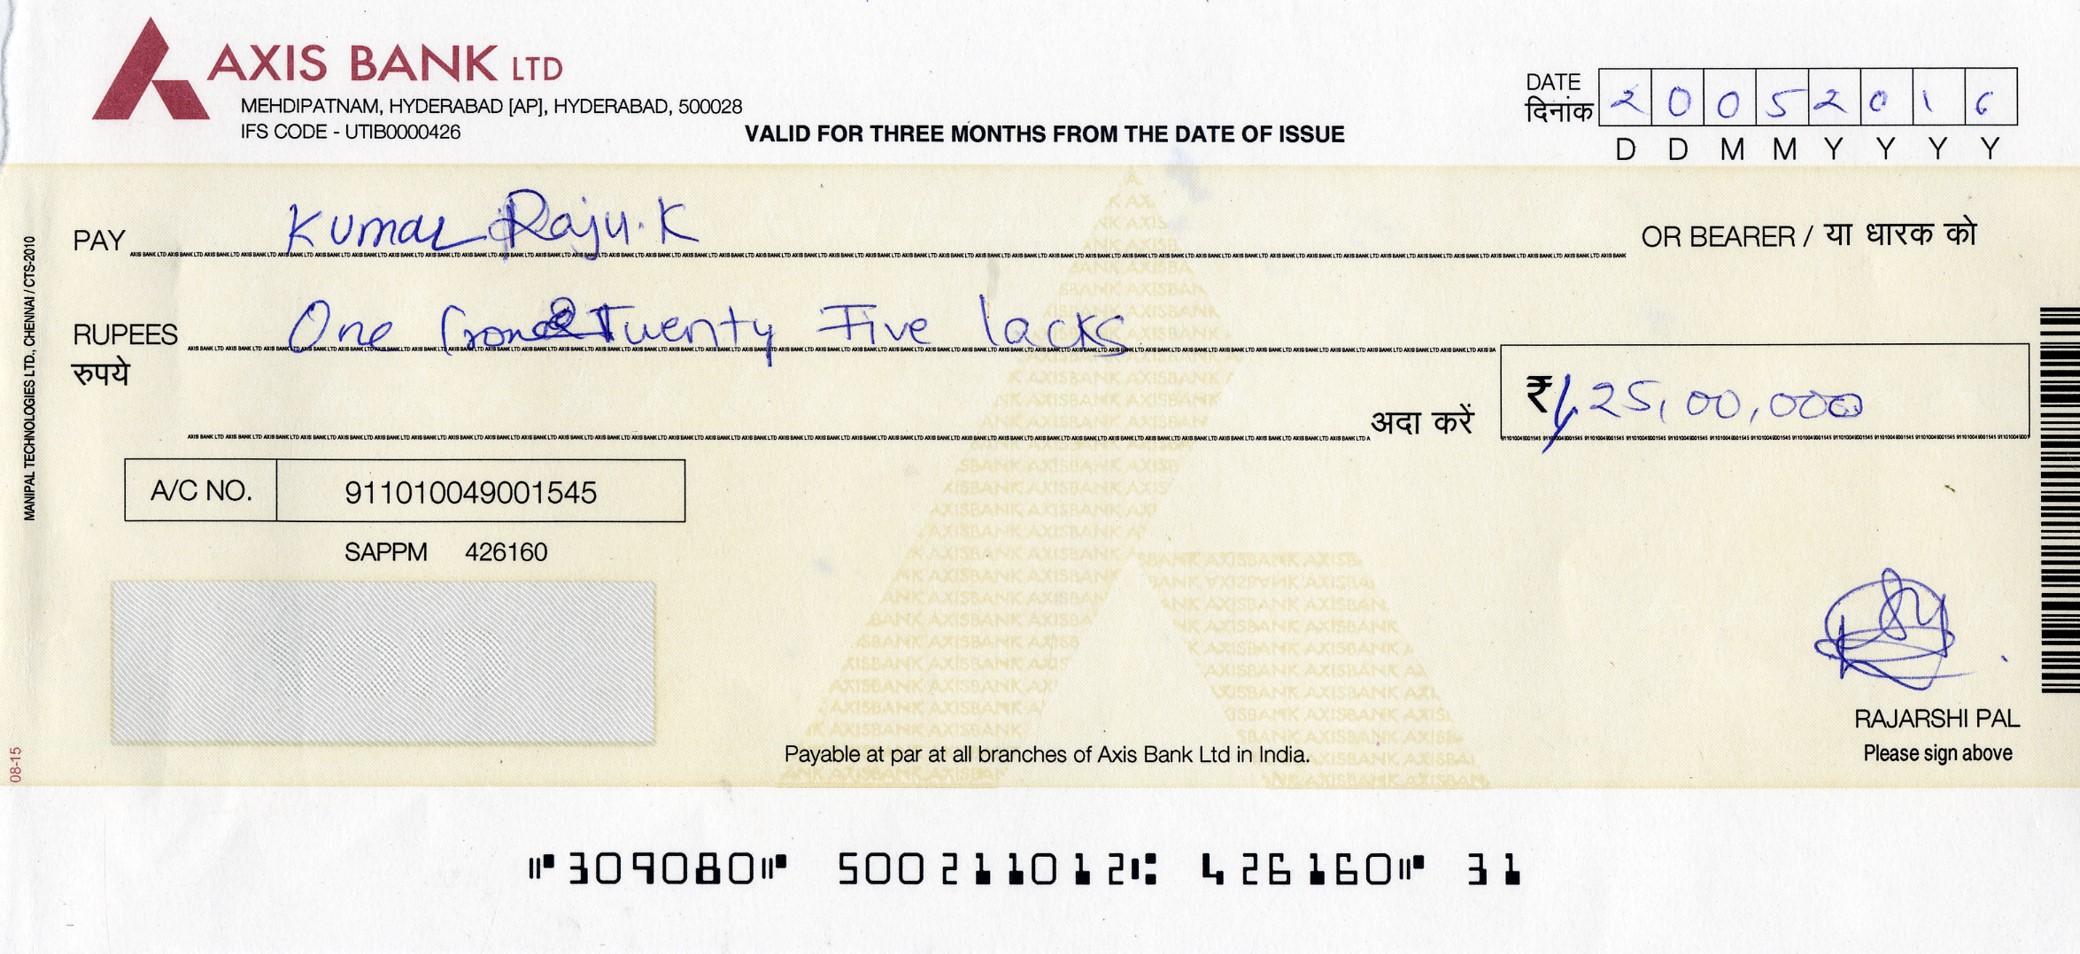 AXIS BANK LTD
MEHDIPATNAM, HYDERABAD [AP], HYDERABAD, 500028
IFS CODE - UTIB0000426
VALID FOR THREE MONTHS FROM THE DATE OF ISSUE
DATE
दिनांक 2 0 0 5 2 0 1 6
D D M M Y Y Y Y
PAY Kumar Raju.K OR BEARER / या धारक को
RUPEES One Twenty Five lacks
रुपये
अदा करें ₹1,25,00,000
A/C NO. 911010049001545
SAPPM 426160
RAJARSHI PAL
Please sign above
Payable at par at all branches of Axis Bank Ltd in India.
MANIPAL TECHNOLOGIES LTD., CHENNAI / CTS-2010
08-15
⑈309080⑈ 500211012⑆ 426160⑈ 31